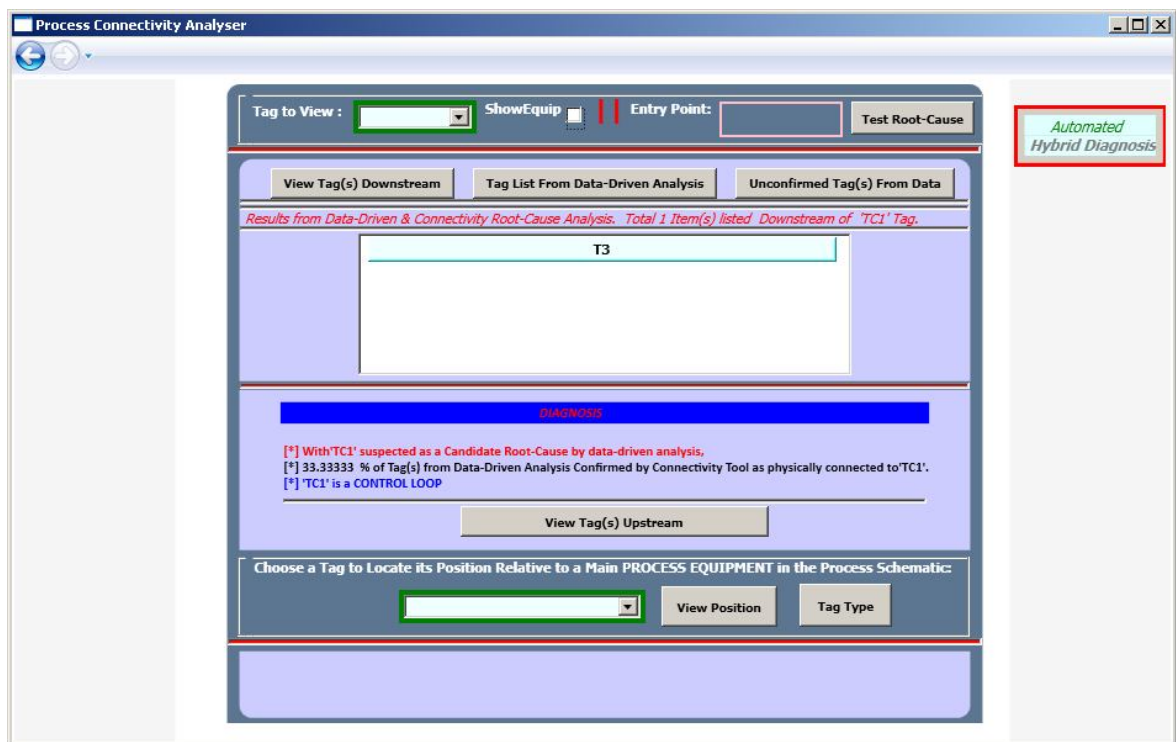 Process Connectivity Analyser
Tag to View :
ShowEquip
Entry Point:
Test Root-Cause
Automated
Hybrid Diagnosis
View Tag(s) Downstream
Tag List From Data-Driven Analysis
Unconfirmed Tag(s) From Data
Results from Data-Driven & Connectivity Root-Cause Analysis. Total 1 Item(s) listed Downstream of 'TC1' Tag.
T3
DIAGNOSIS
[*] With'TC1' suspected as a Candidate Root-Cause by data-driven analysis,
[*] 33.33333 % of Tag(s) from Data-Driven Analysis Confirmed by Connectivity Tool as physically connected to'TC1'.
[*] 'TC1' is a CONTROL LOOP
View Tag(s) Upstream
Choose a Tag to Locate its Position Relative to a Main PROCESS EQUIPMENT in the Process Schematic:
View Position
Tag Type